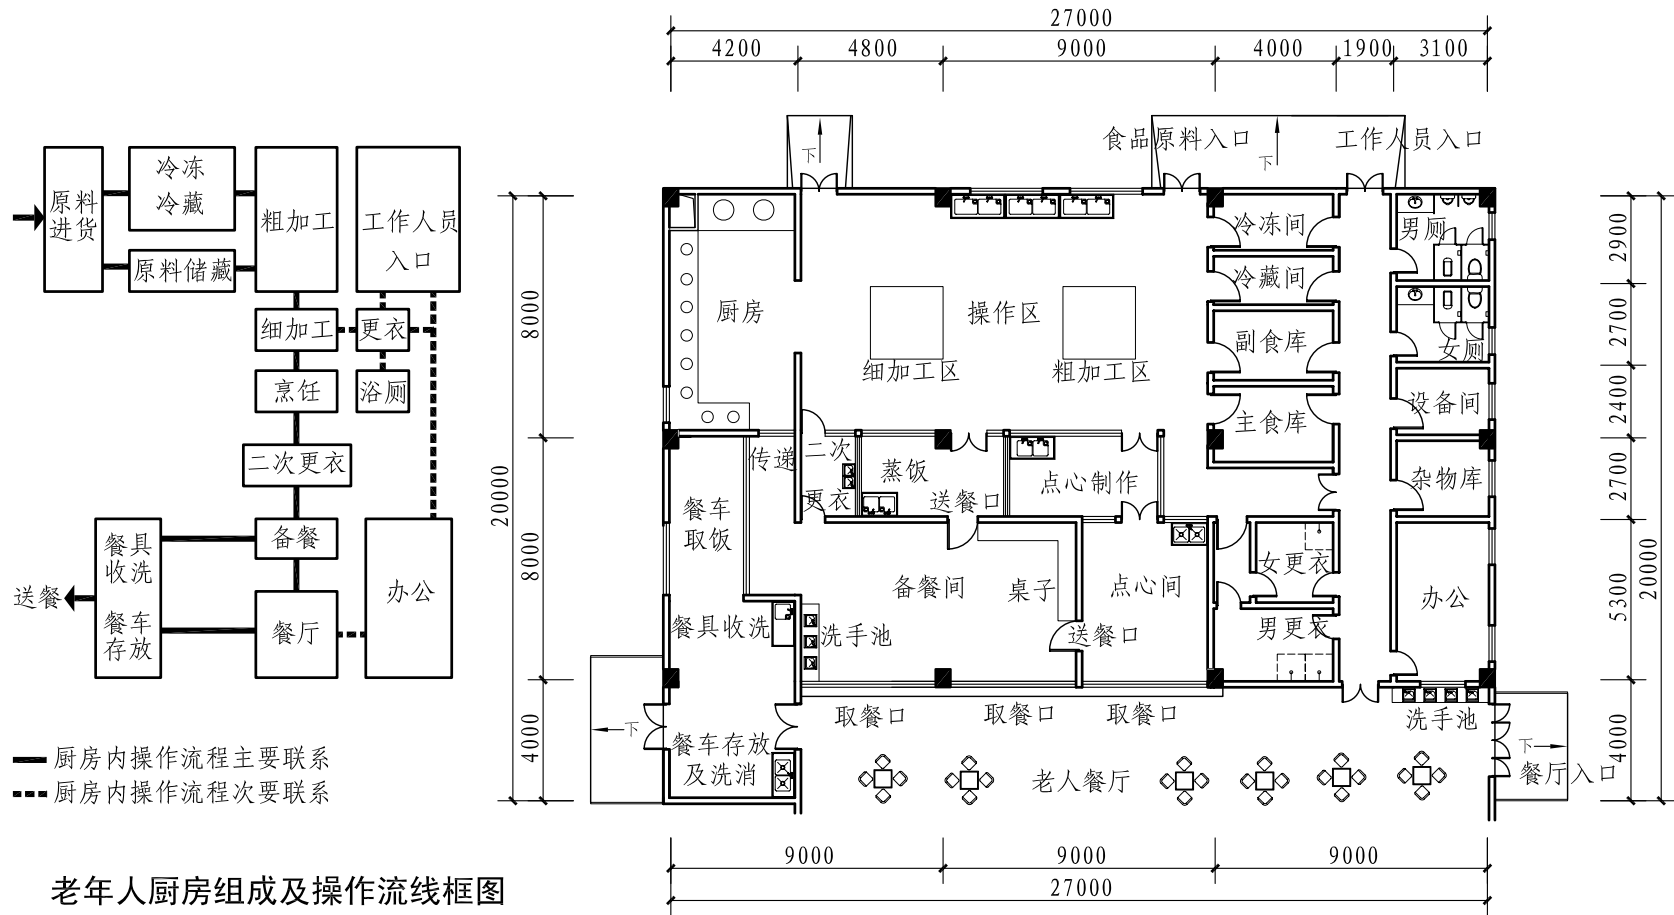 27000
4200
4800
9000
4000
1900
3100
食品原料入口
工作人员入口
下
下
原料
进货
冷冻
冷藏
原料储藏
粗加工
工作人员
入口
细加工
更衣
烹饪
浴厕
二次更衣
餐具
收洗
餐车
存放
备餐
送餐
餐厅
办公
厨房内操作流程主要联系
厨房内操作流程次要联系
老年人厨房组成及操作流线框图
20000
8000
8000
4000
厨房
操作区
细加工区
粗加工区
冷冻间
冷藏间
副食库
主食库
男厕
女厕
设备间
杂物库
传递
二次
更衣
蒸饭
送餐口
点心制作
餐车
取饭
备餐间
桌子
点心间
女更衣
男更衣
办公
餐具收洗
洗手池
送餐口
取餐口
取餐口
取餐口
洗手池
下
餐车存放
及洗消
老人餐厅
下
餐厅入口
2900
2700
2400
2700
5300
4000
20000
9000
9000
9000
27000